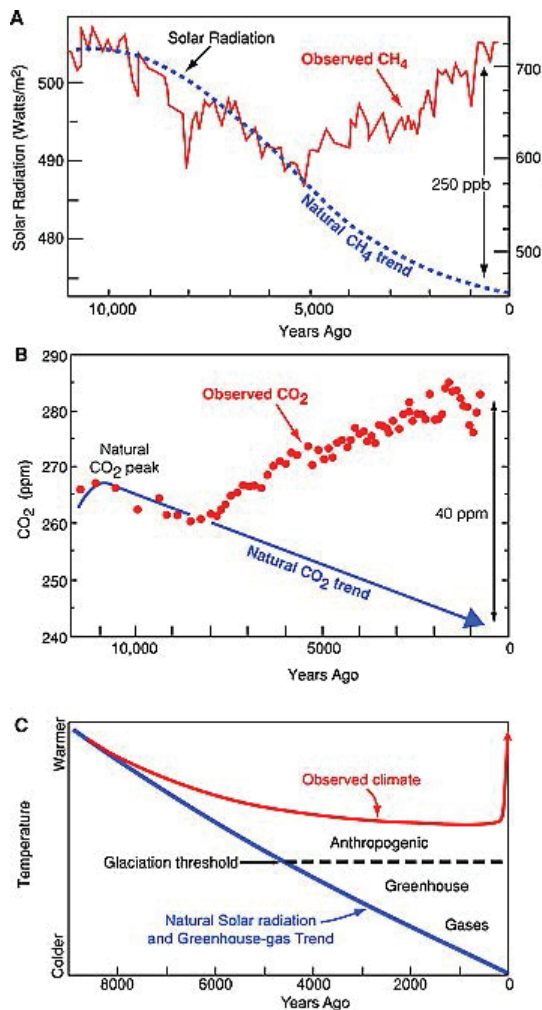 A
Solar Radiation
Observed CH4
Solar Radiation (Watts/m2)
500
490
480
700
600
500
250 ppb
Natural CH4 trend
10,000
5,000
0
Years Ago
B
290
280
270
260
250
240
CO2 (ppm)
Observed CO2
Natural
CO2 peak
40 ppm
Natural CO2 trend
10,000
5000
0
Years Ago
C
Warmer
Temperature
Colder
Observed climate
Anthropogenic
Glaciation threshold
Greenhouse
Natural Solar radiation
and Greenhouse-gas Trend
Gases
8000
6000
4000
2000
0
Years Ago